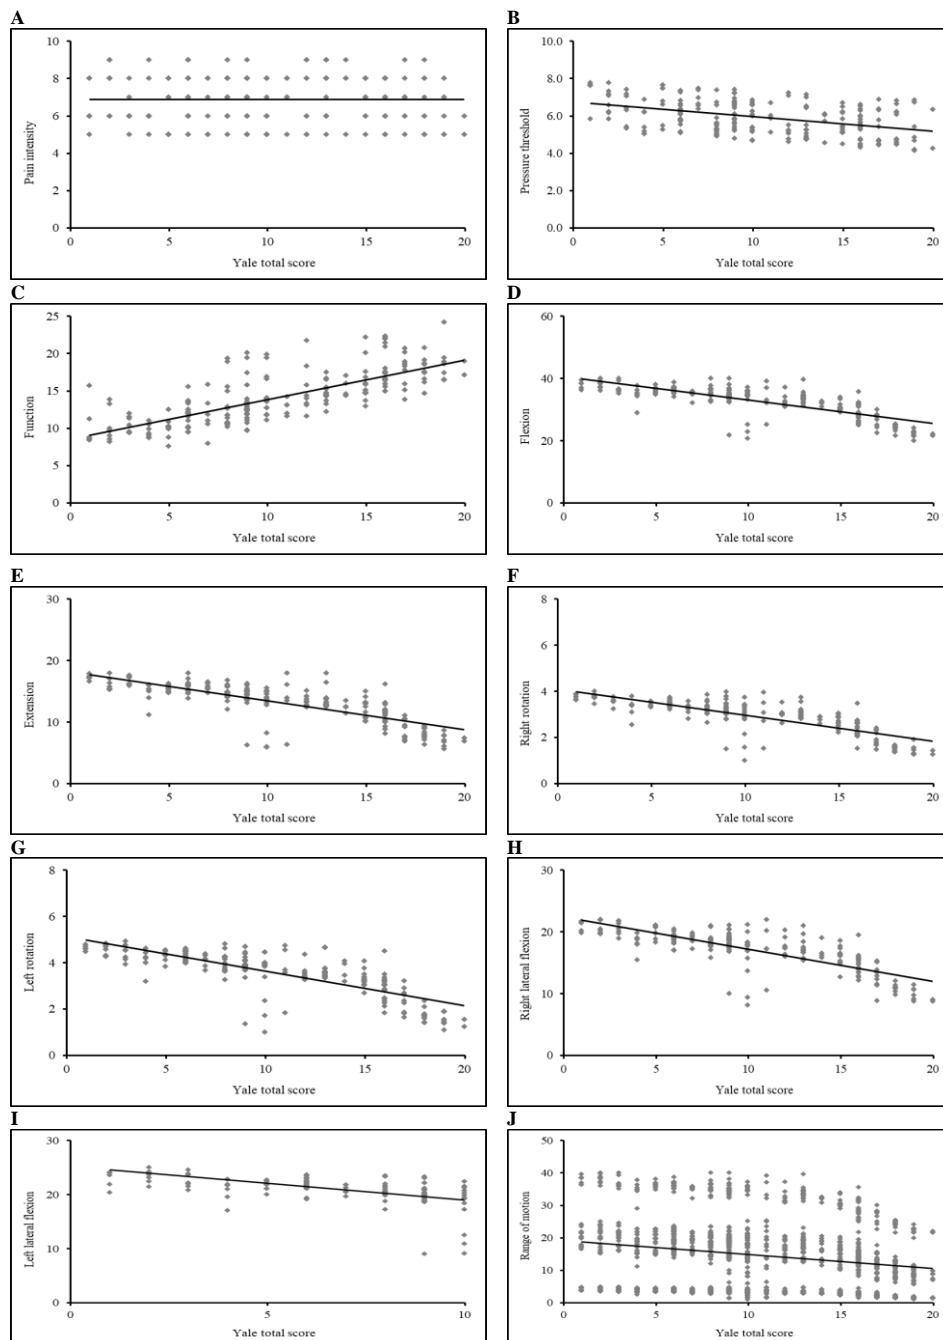 A
10
8
6
4
2
0
Pain intensity
0 5 10 15 20
Yale total score
B
10.0
8.0
6.0
4.0
2.0
0.0
Pressure threshold
0 5 10 15 20
Yale total score
C
25
20
15
10
5
0
Function
0 5 10 15 20
Yale total score
D
60
40
20
0
Flexion
0 5 10 15 20
Yale total score
E
30
20
10
0
Extension
0 5 10 15 20
Yale total score
F
8
6
4
2
0
Right rotation
0 5 10 15 20
Yale total score
G
8
6
4
2
0
Left rotation
0 5 10 15 20
Yale total score
H
30
20
10
0
Right lateral flexion
0 5 10 15 20
Yale total score
I
30
20
10
0
Left lateral flexion
0 5 10
Yale total score
J
50
40
30
20
10
0
Range of motion
0 5 10 15 20
Yale total score